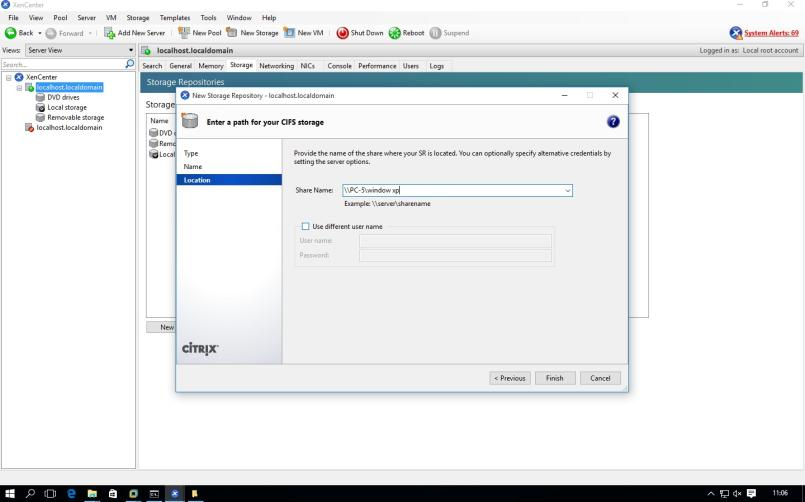 XenCenter
File View Pool Server VM Storage Templates Tools Window Help
Back Forward Add New Server New Pool New Storage New VM Shut Down Reboot Suspend System Alerts: 69
Views: Server View localhost.localdomain Logged in as: Local root account
Search... Search General Memory Storage Networking NICs Console Performance Users Logs
XenCenter
localhost.localdomain
DVD drives
Local storage
Removable storage
localhost.localdomain
Storage Repositories
Storage
Name
DVD
Remo
Local
New
New Storage Repository - localhost.localdomain
Enter a path for your CIFS storage
Type
Name
Location
CITRIX
Provide the name of the share where your SR is located. You can optionally specify alternative credentials by
setting the server options.
Share Name: \\PC-5\window xp
Example: \\server\sharename
Use different user name
User name:
Password:
< Previous Finish Cancel
11:06